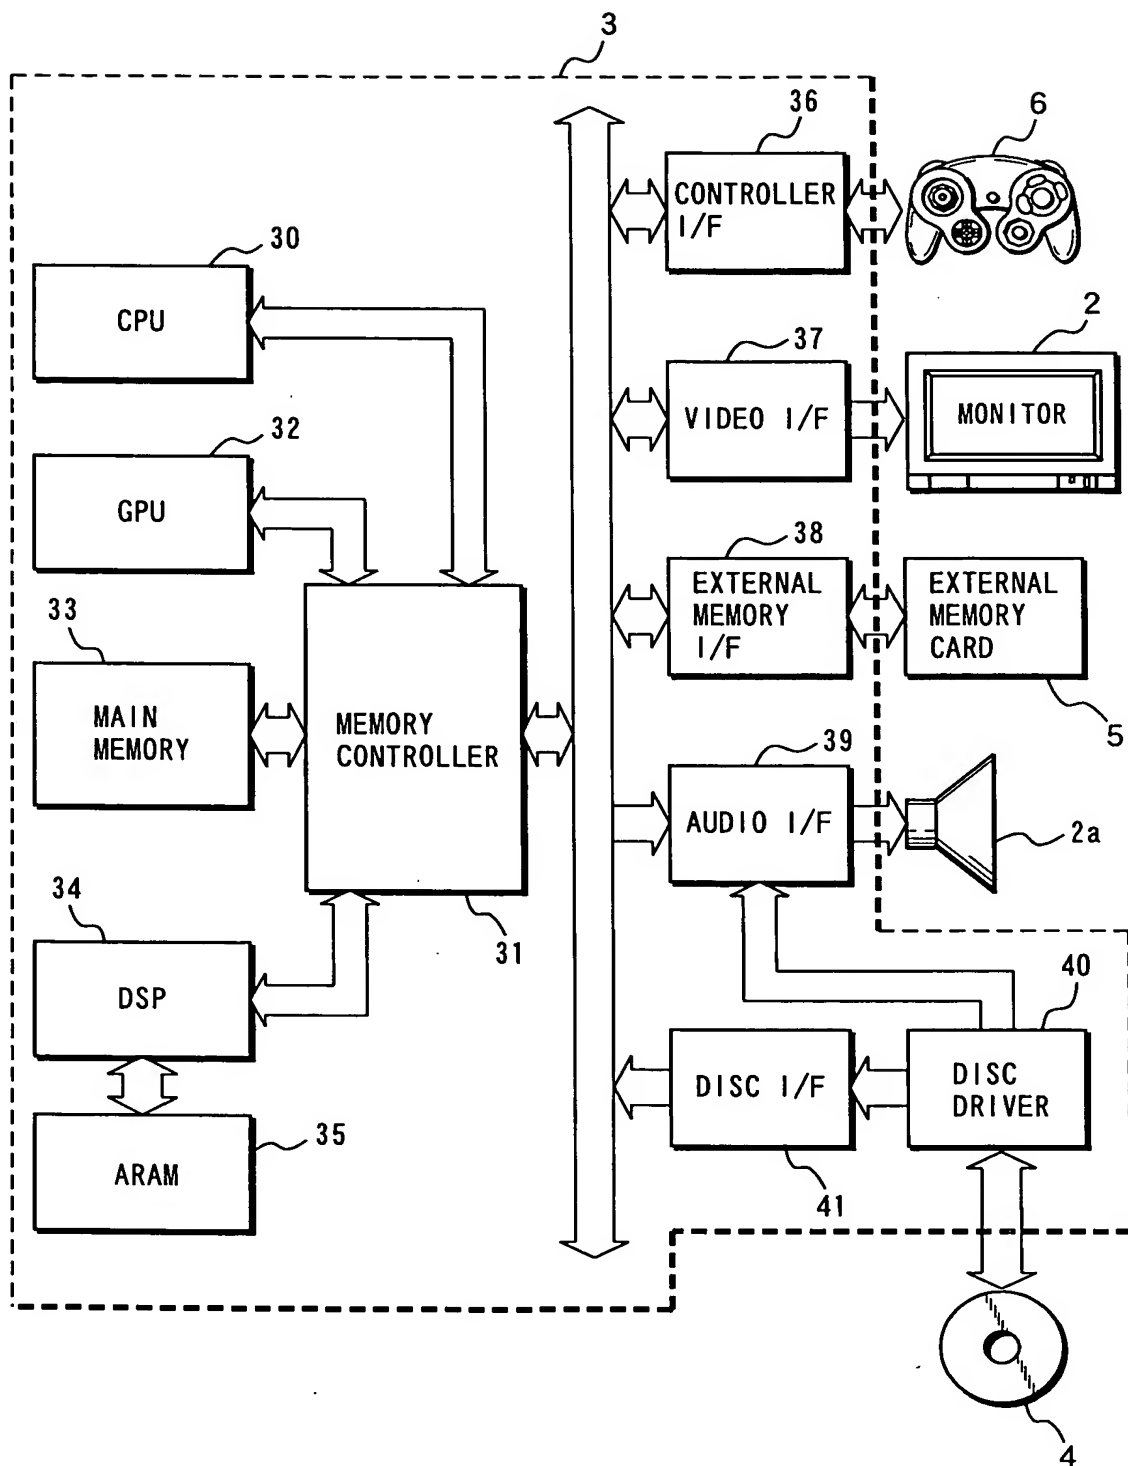 3
36
6
CONTROLLER
I/F
30
CPU
2
37
MONITOR
VIDEO I/F
32
GPU
38
EXTERNAL
MEMORY
I/F
EXTERNAL
MEMORY
CARD
5
33
MAIN
MEMORY
MEMORY
CONTROLLER
39
AUDIO I/F
2a
34
31
DSP
40
DISC I/F
DISC
DRIVER
35
ARAM
41
4